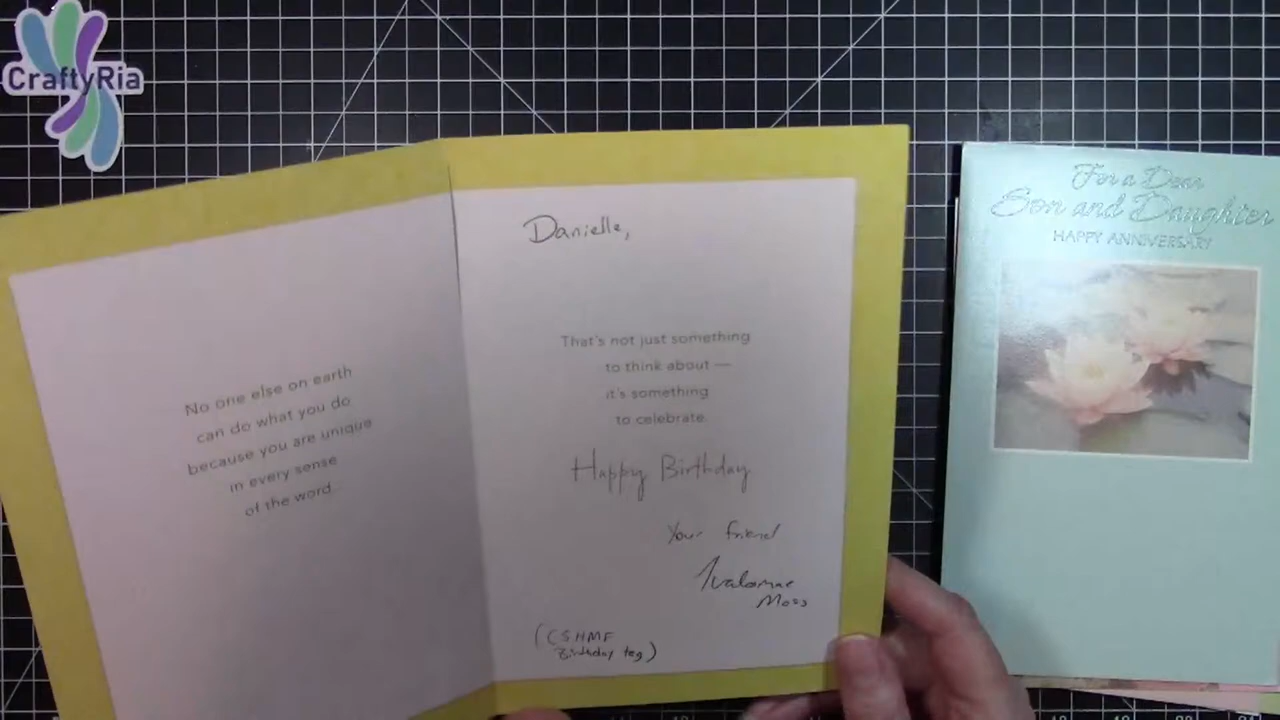 CraftyRia
No one else on earth
can do what you do
because you are unique
in every sense
of the word...
Danielle,
That's not just something
to think about —
it's something
to celebrate.
Happy Birthday
Your friend
Moss
(CSHMF
Birthday tag)
For a Dear
Son and Daughter
HAPPY ANNIVERSARY